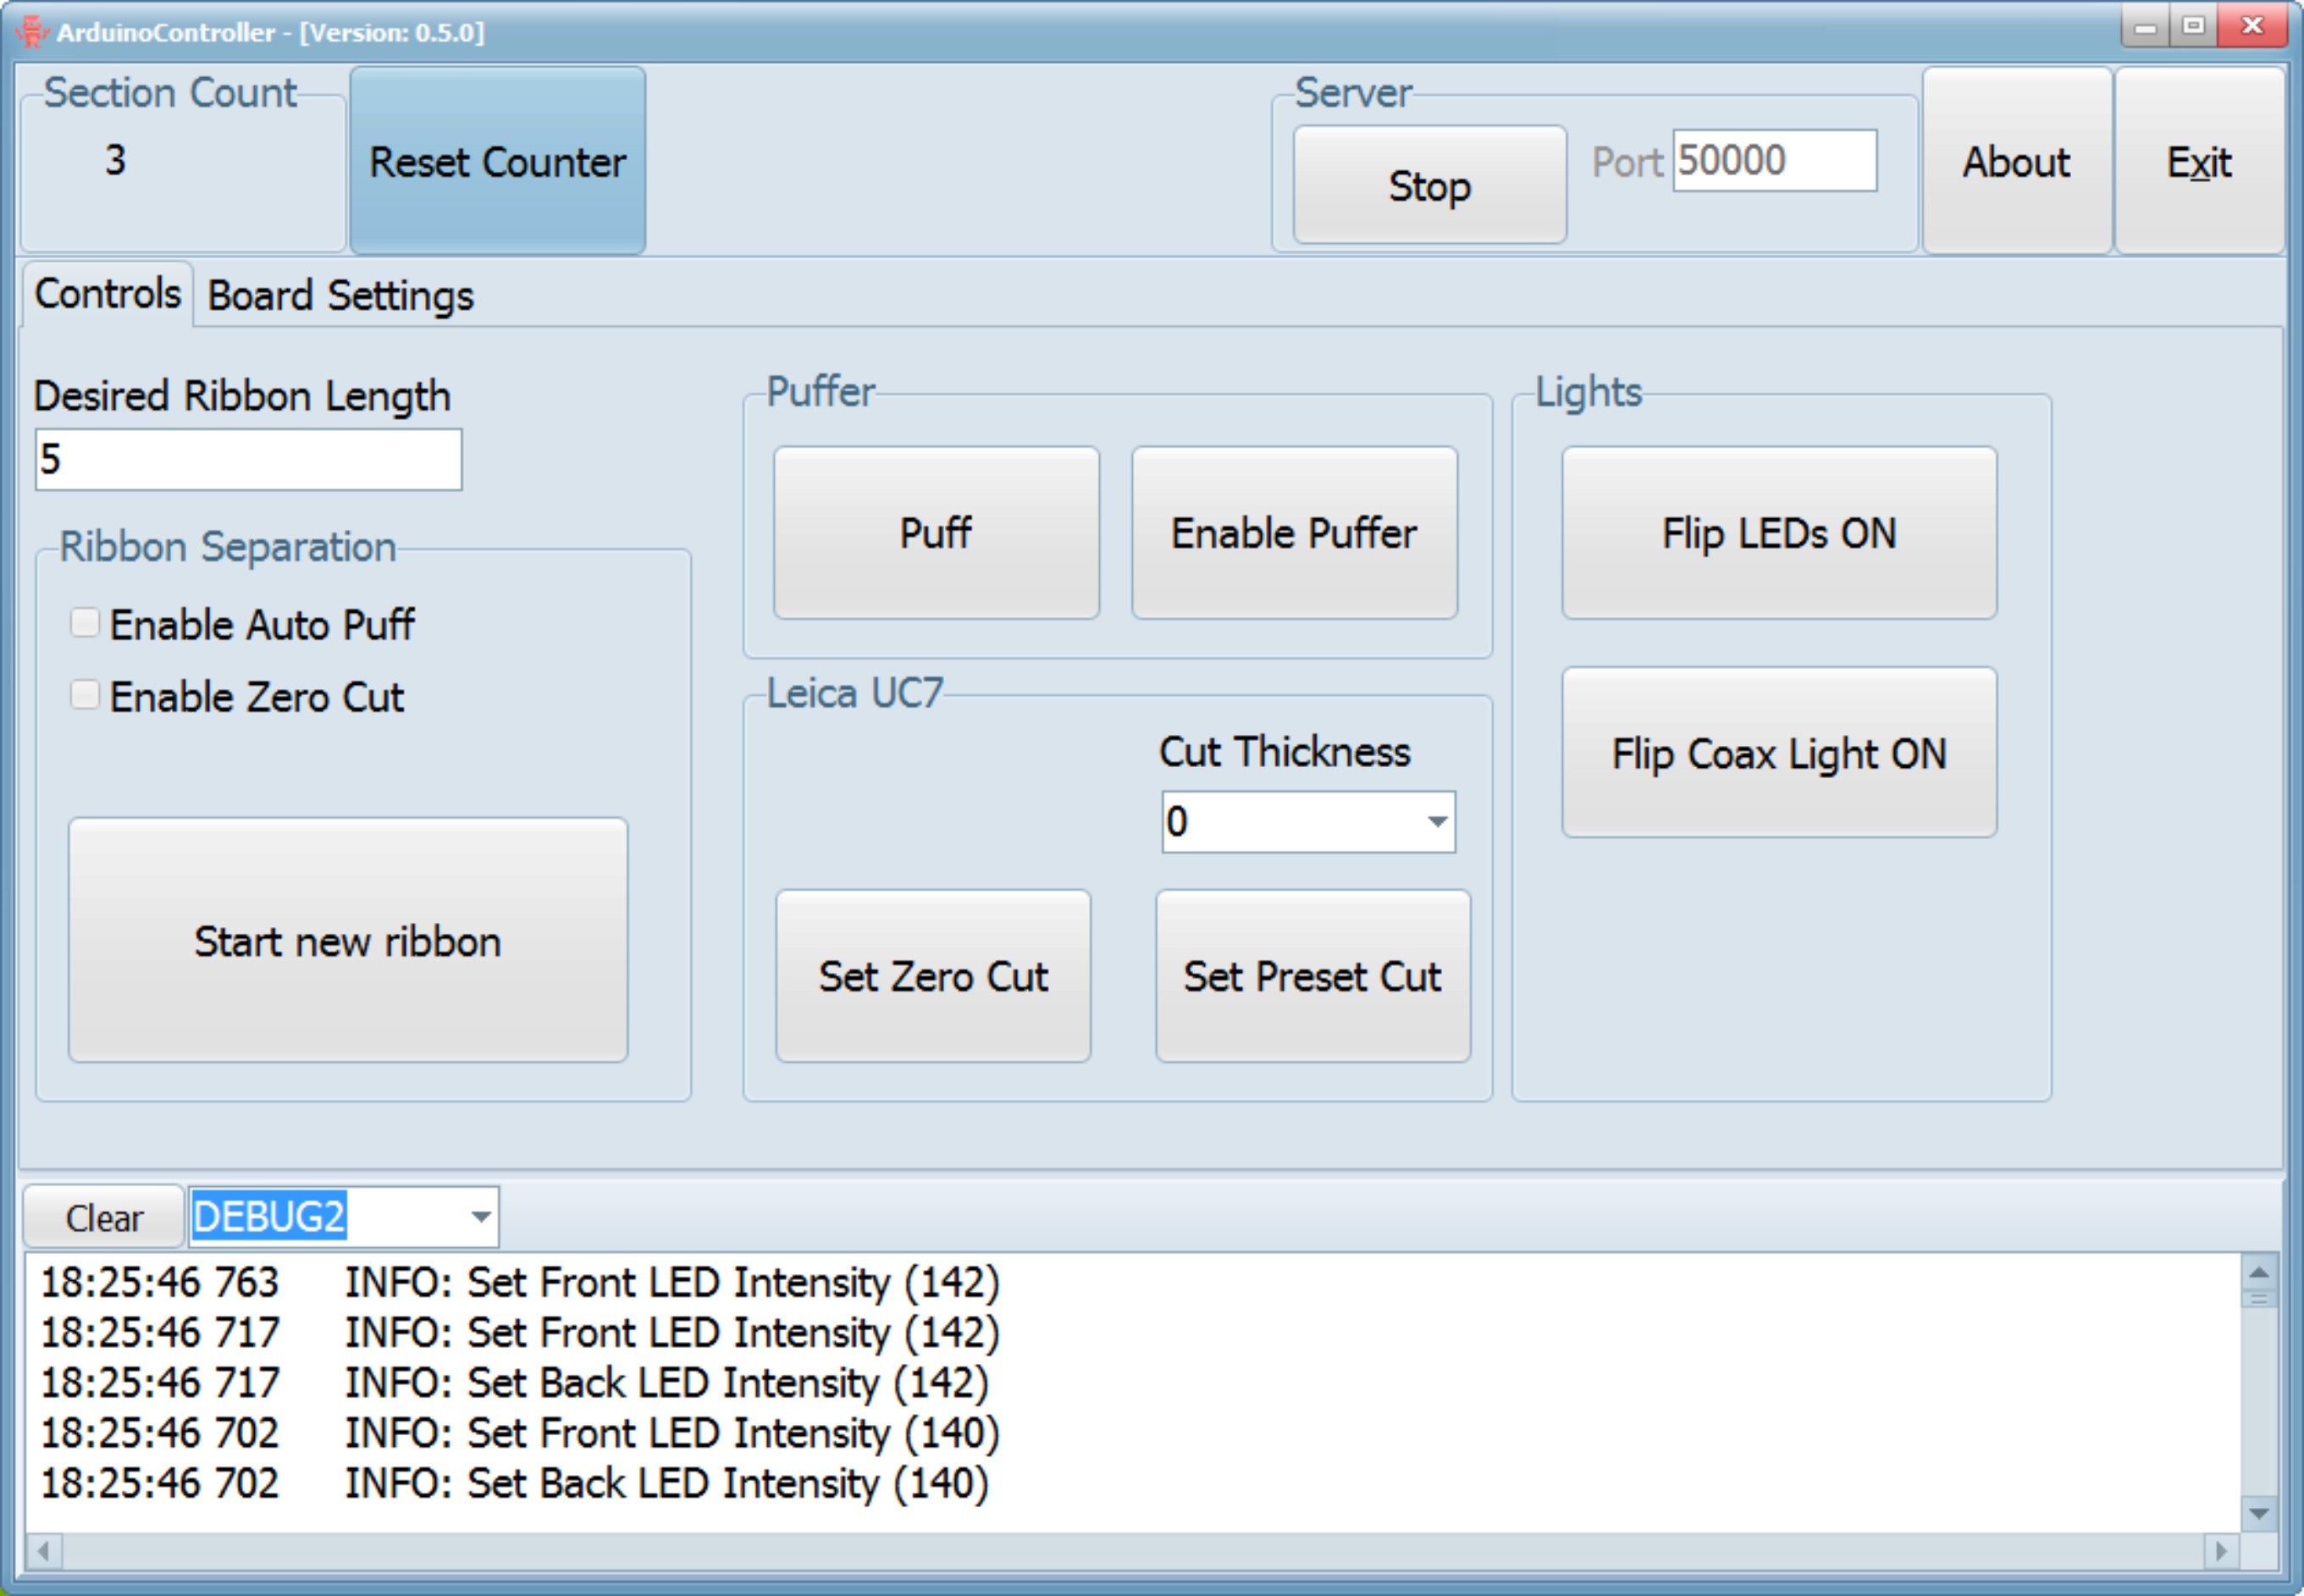 ArduinoController - [Version: 0.5.0]
Section Count
3
Reset Counter
Server
Stop
Port 50000
About
Exit
Controls
Board Settings
Desired Ribbon Length
5
Ribbon Separation
Enable Auto Puff
Enable Zero Cut
Start new ribbon
Puffer
Puff
Enable Puffer
Leica UC7
Cut Thickness
0
Set Zero Cut
Set Preset Cut
Lights
Flip LEDs ON
Flip Coax Light ON
Clear
DEBUG2
18:25:46 763 INFO: Set Front LED Intensity (142)
18:25:46 717 INFO: Set Front LED Intensity (142)
18:25:46 717 INFO: Set Back LED Intensity (142)
18:25:46 702 INFO: Set Front LED Intensity (140)
18:25:46 702 INFO: Set Back LED Intensity (140)